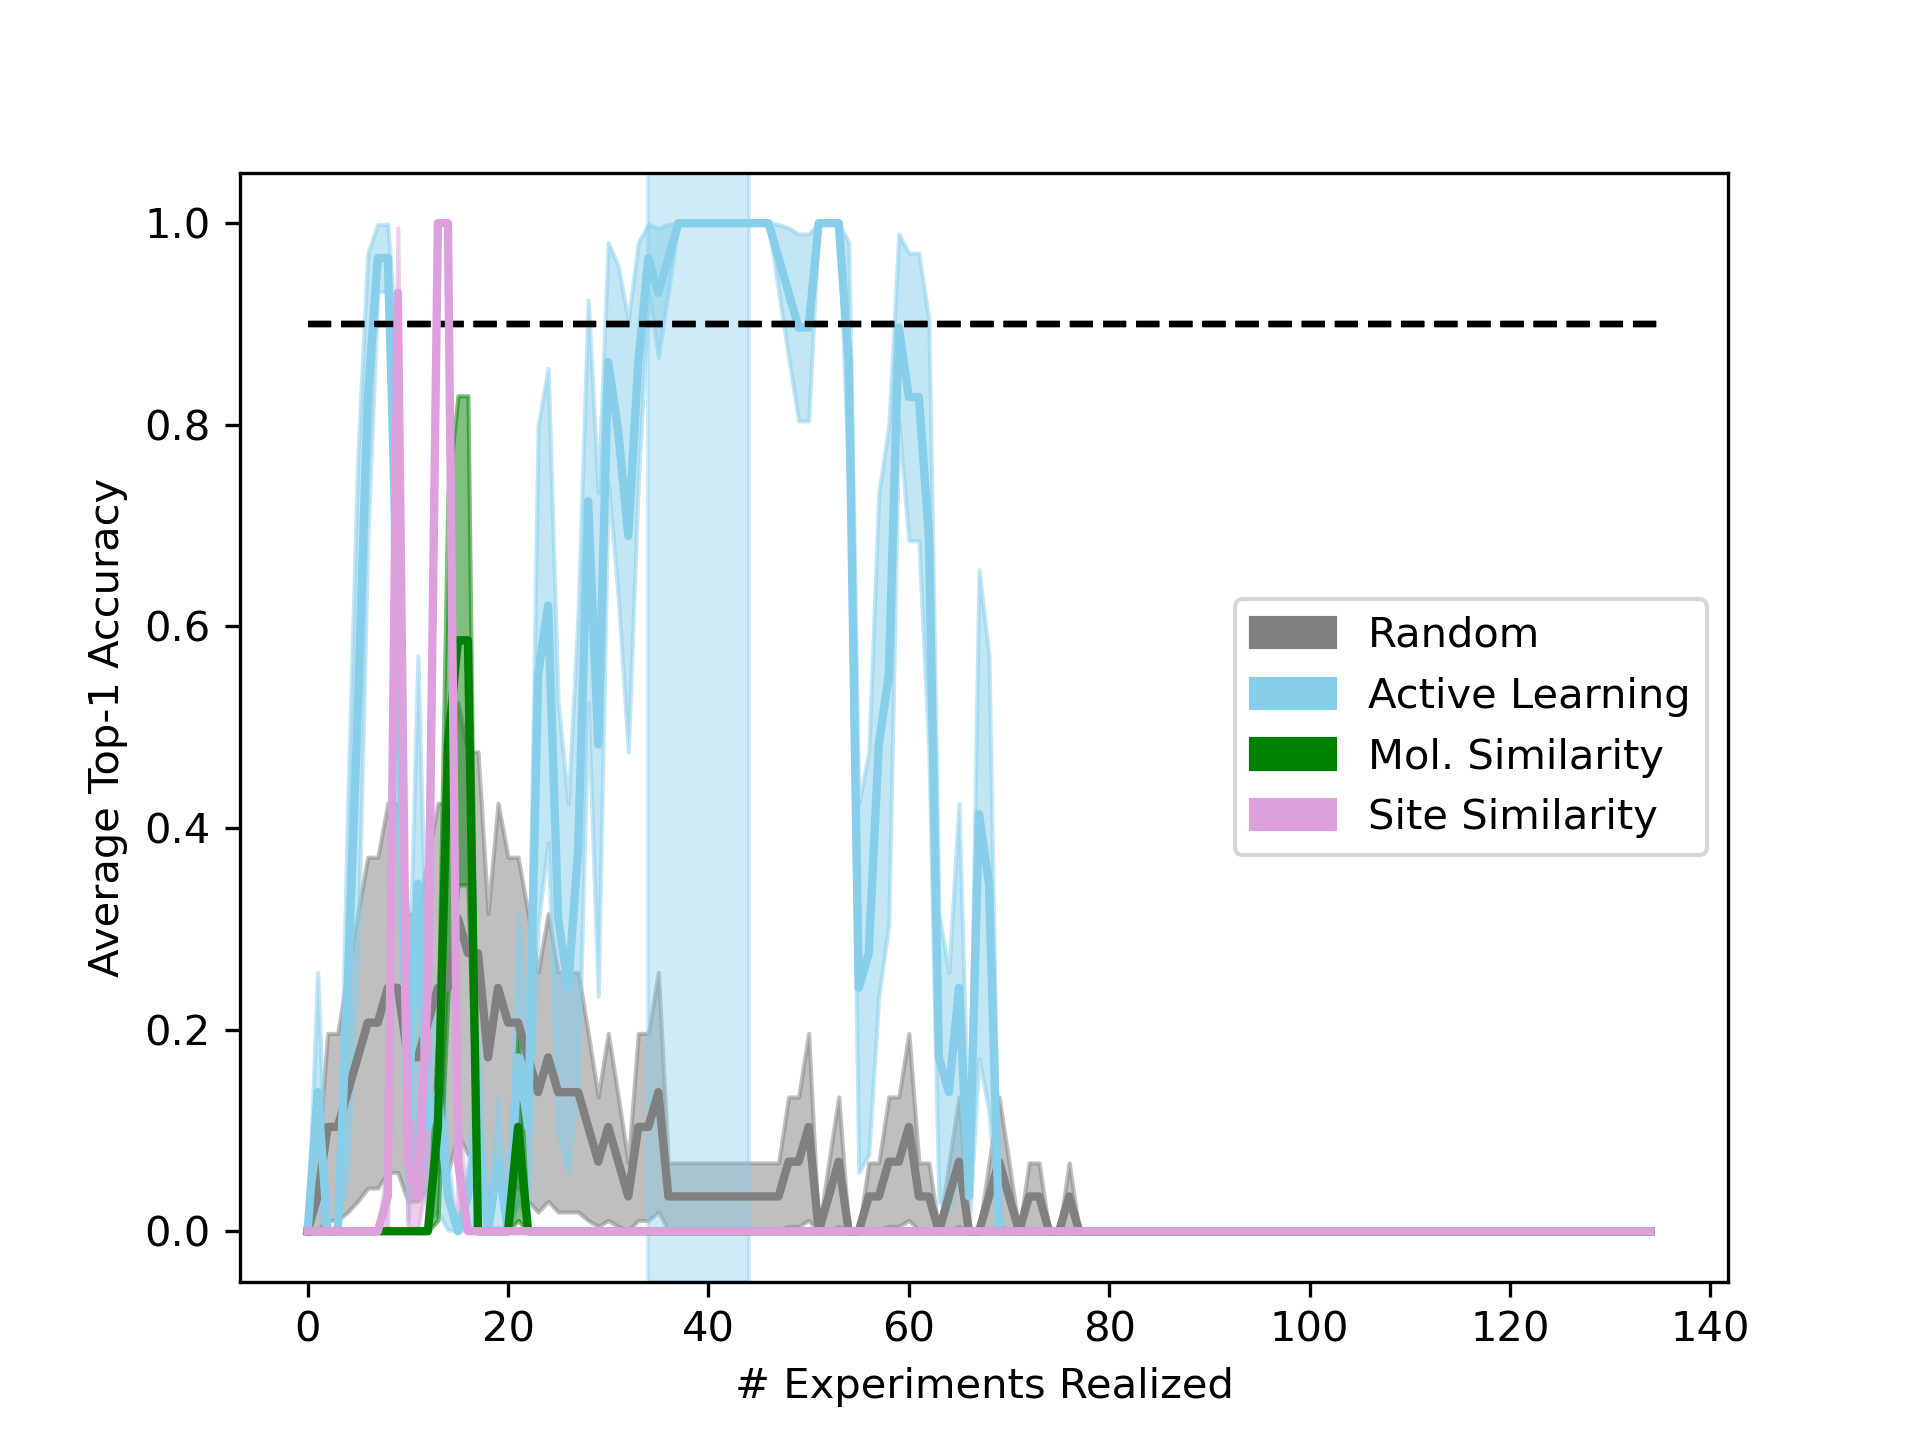 1.0
0.8
0.6
0.4
0.2
0.0
Average Top-1 Accuracy
Random
Active Learning
Mol. Similarity
Site Similarity
0 20 40 60 80 100 120 140
# Experiments Realized